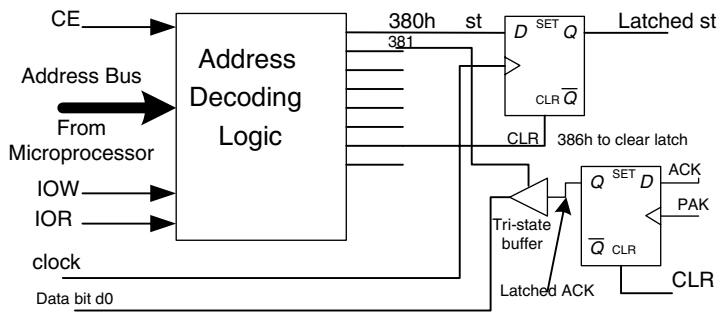 CE
380h st
Latched st
D SET Q
381
Address
Decoding
Logic
Address Bus
From
Microprocessor
CLR Q
CLR
386h to clear latch
IOW
IOR
Q SET D
ACK
PAK
Tri-state
buffer
Q CLR
clock
Latched ACK
CLR
Data bit d0